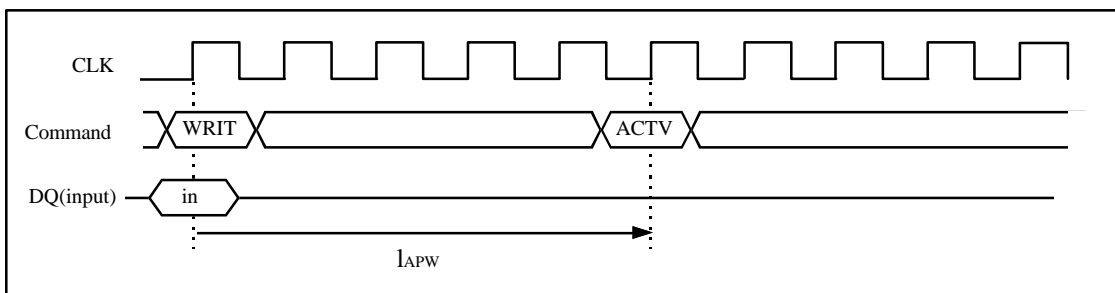 CLK
Command WRIT ACTV
DQ(input) in
lAPW